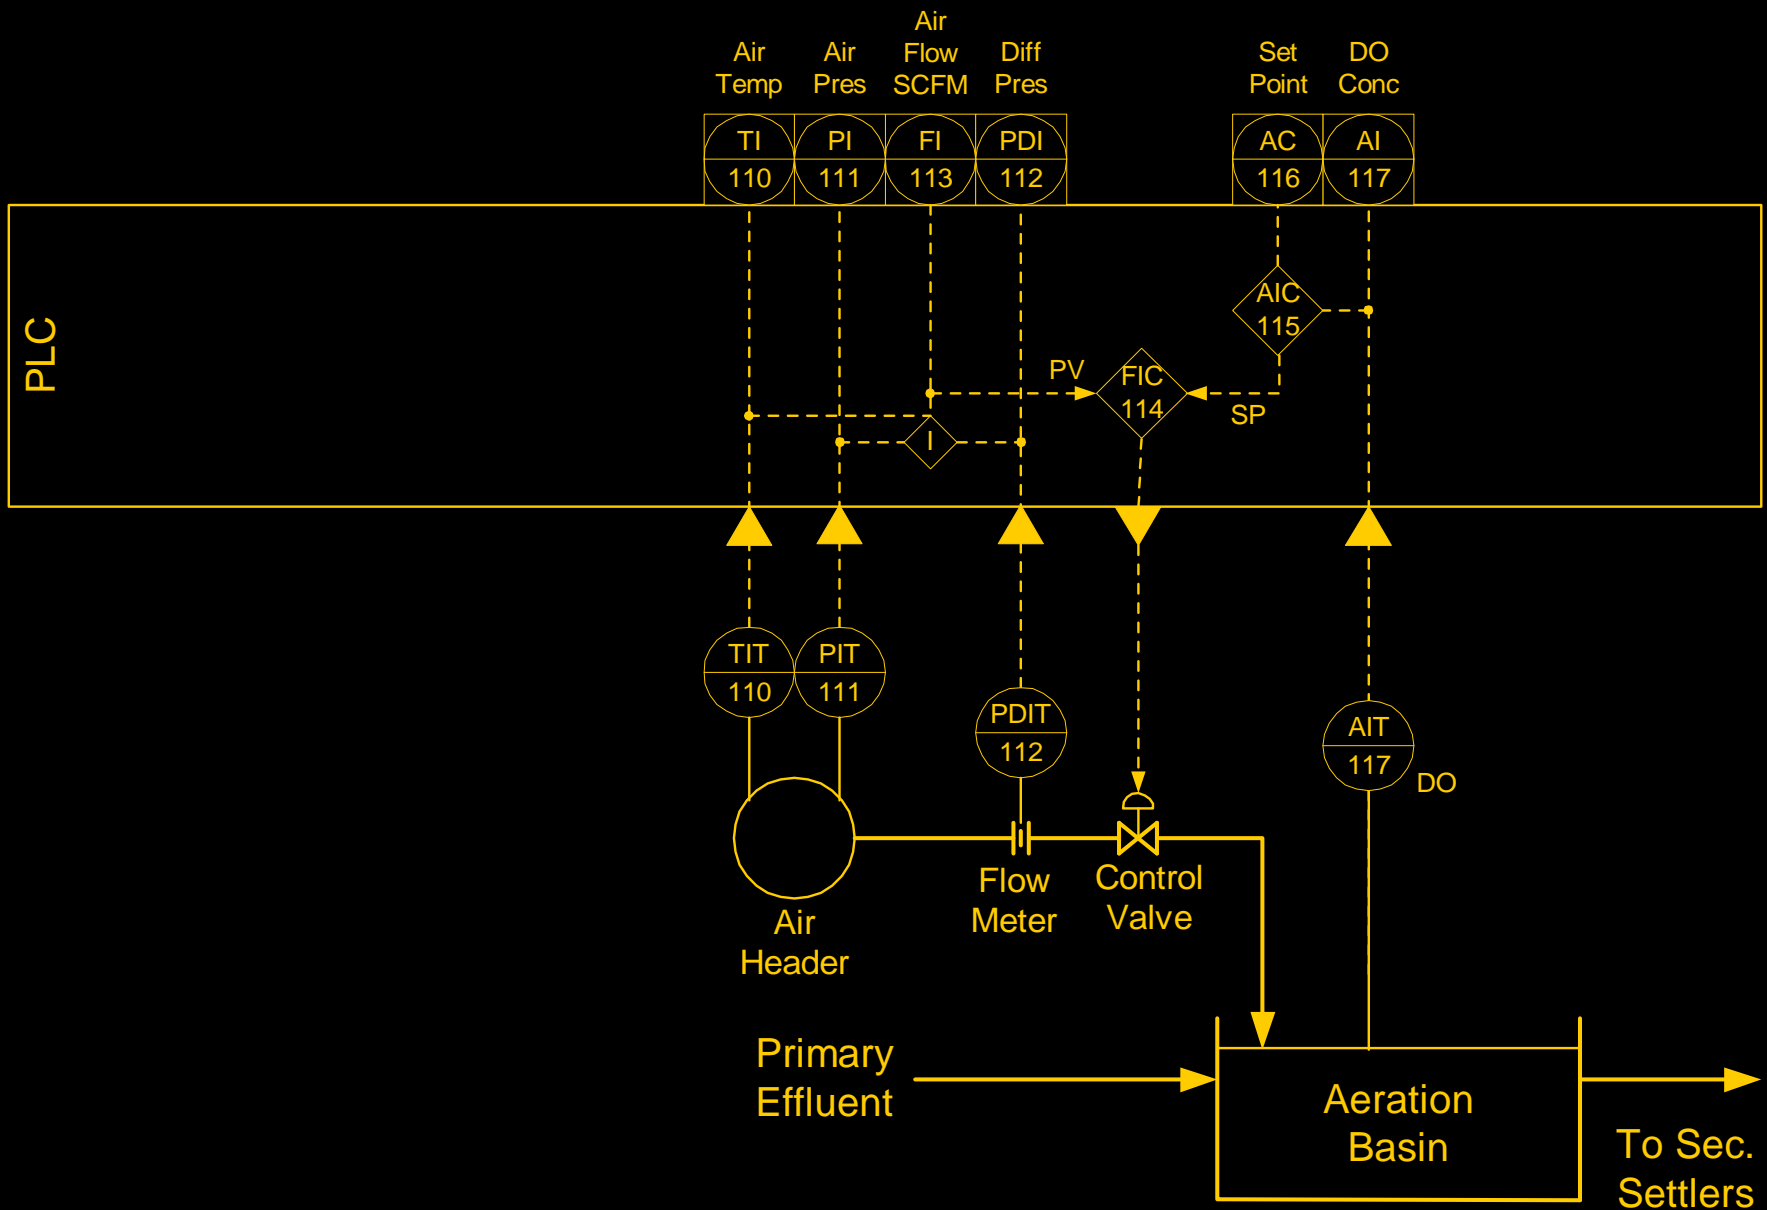 Air
Temp
Air
Pres
Air
Flow
SCFM
Diff
Pres
Set
Point
DO
Conc
TI
110
PI
111
FI
113
PDI
112
AC
116
AI
117
PLC
AIC
115
PV
FIC
114
SP
I
TIT
110
PIT
111
PDIT
112
AIT
117
DO
Flow
Meter
Control
Valve
Air
Header
Primary
Effluent
Aeration
Basin
To Sec.
Settlers